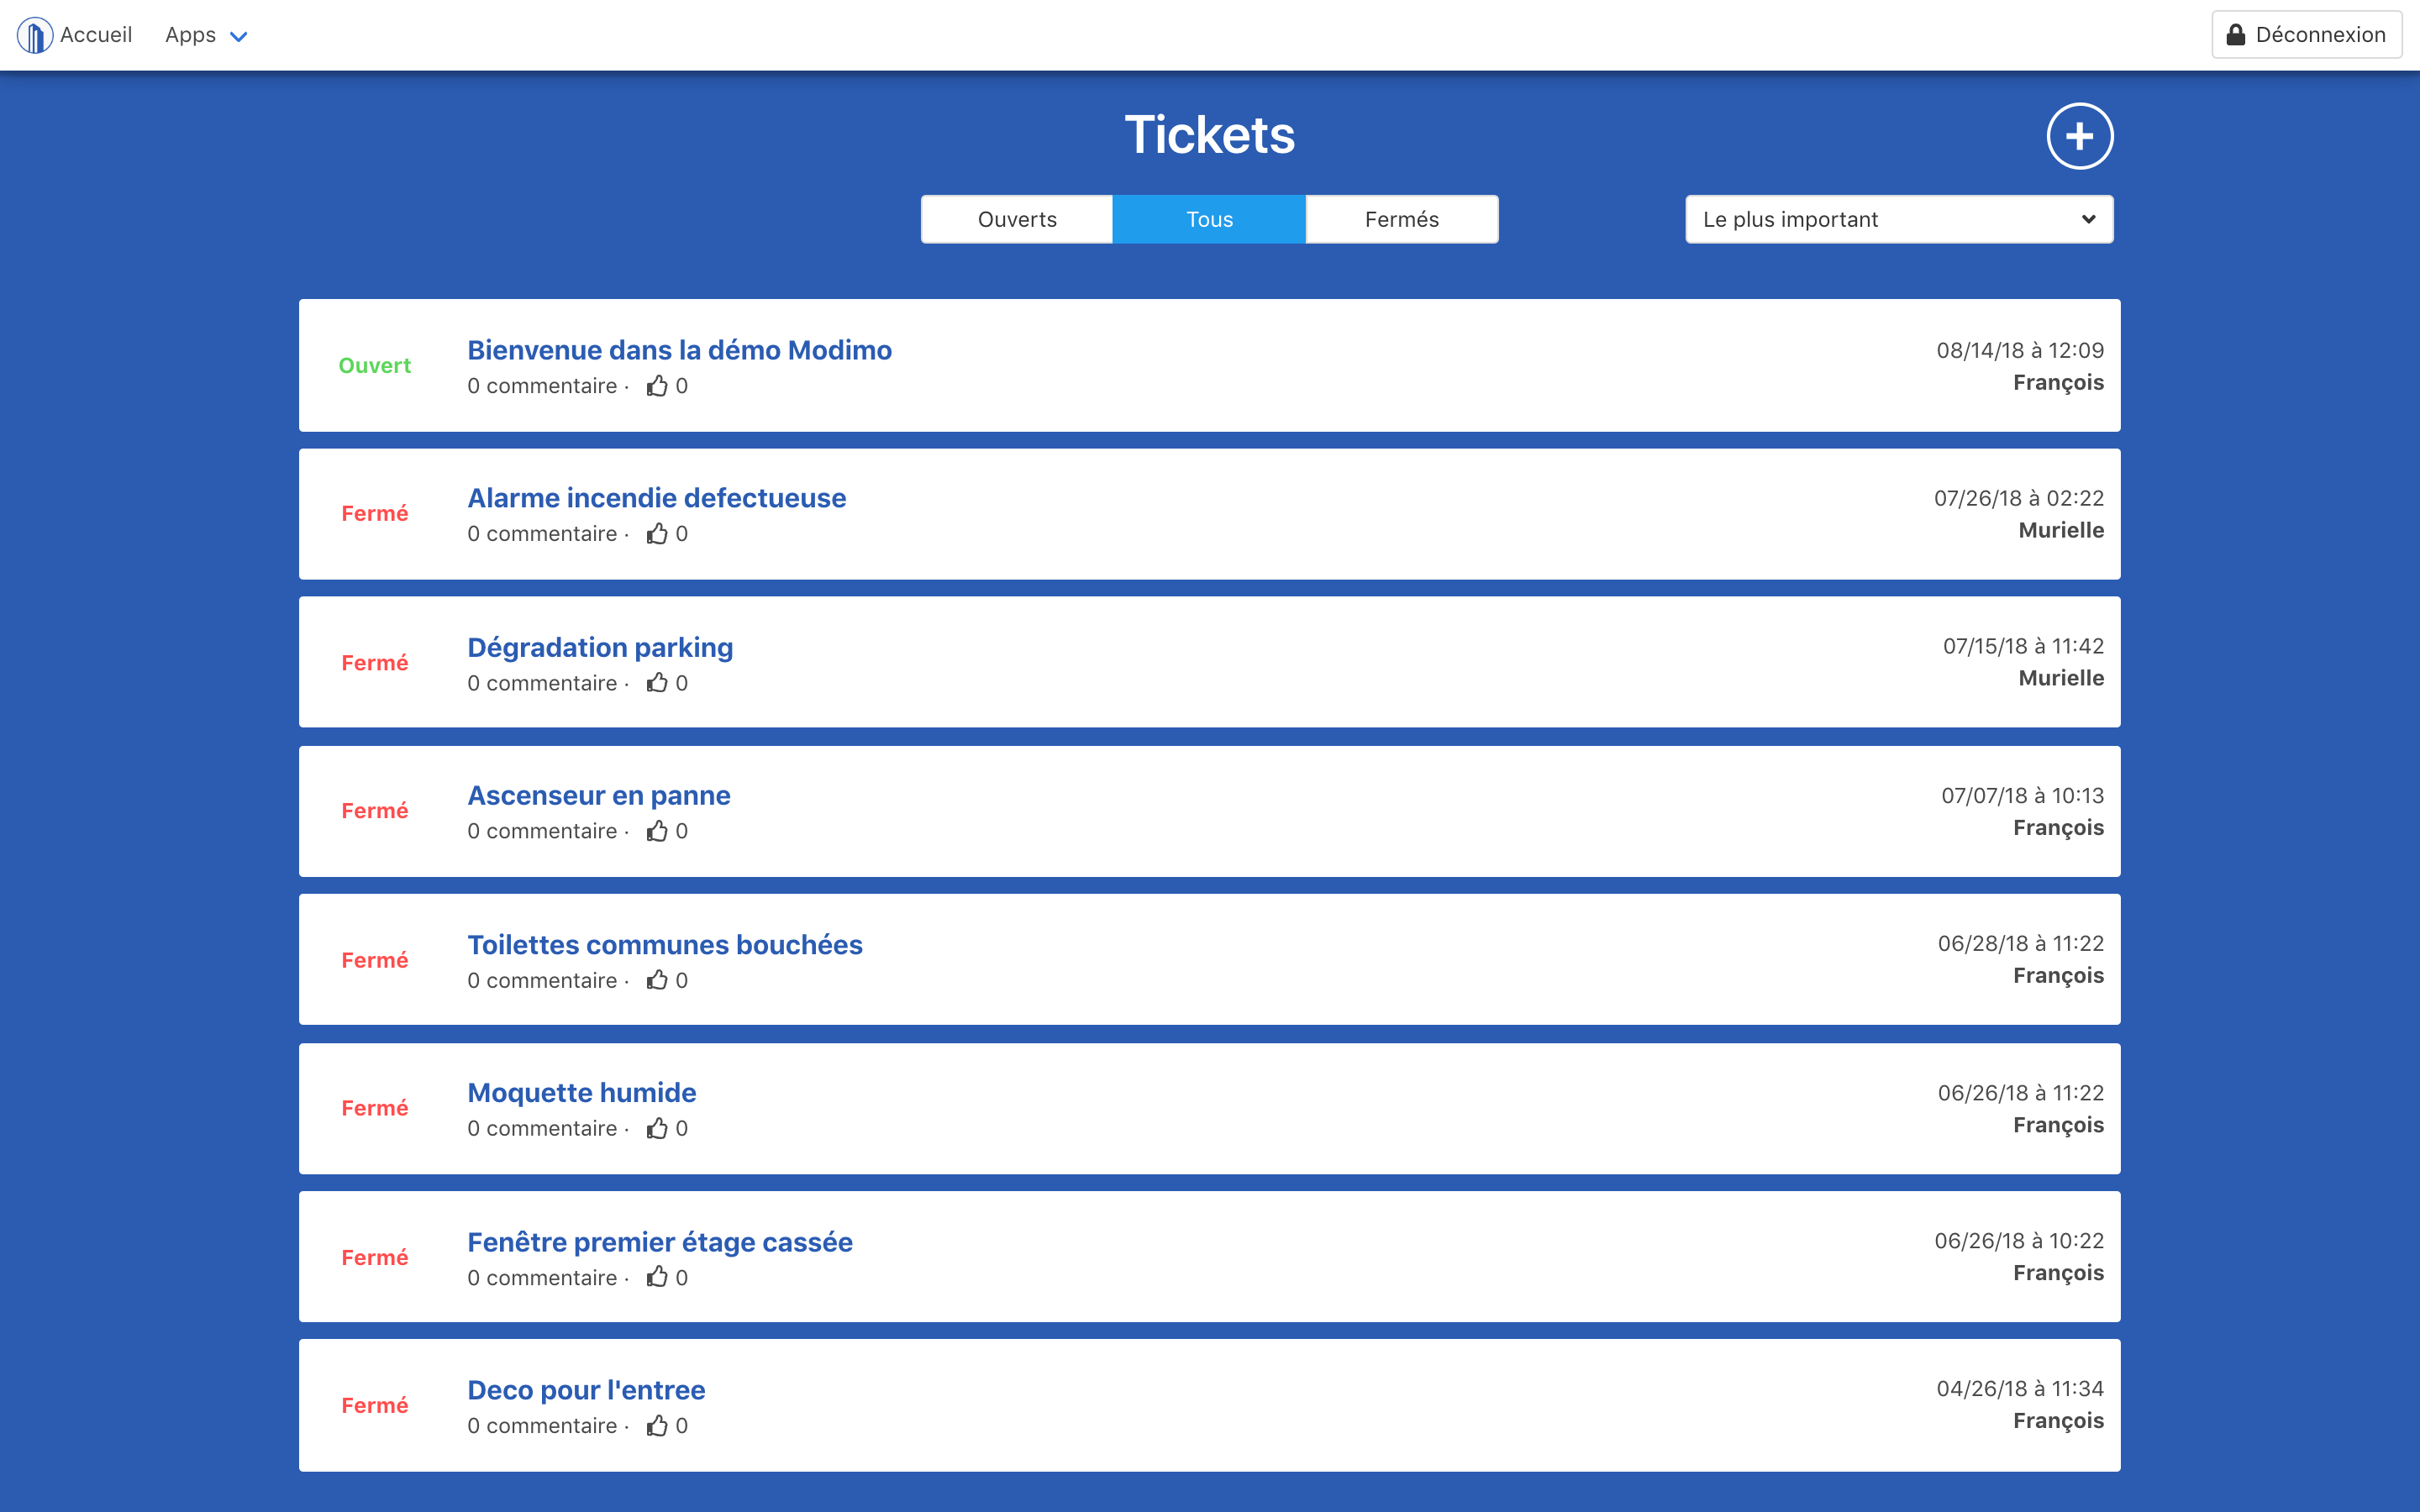 Accueil Apps Déconnexion
Tickets
Ouverts Tous Fermés Le plus important
Ouvert
Bienvenue dans la démo Modimo
0 commentaire · 0
08/14/18 à 12:09
François
Fermé
Alarme incendie defectueuse
0 commentaire · 0
07/26/18 à 02:22
Murielle
Fermé
Dégradation parking
0 commentaire · 0
07/15/18 à 11:42
Murielle
Fermé
Ascenseur en panne
0 commentaire · 0
07/07/18 à 10:13
François
Fermé
Toilettes communes bouchées
0 commentaire · 0
06/28/18 à 11:22
François
Fermé
Moquette humide
0 commentaire · 0
06/26/18 à 11:22
François
Fermé
Fenêtre premier étage cassée
0 commentaire · 0
06/26/18 à 10:22
François
Fermé
Deco pour l'entree
0 commentaire · 0
04/26/18 à 11:34
François